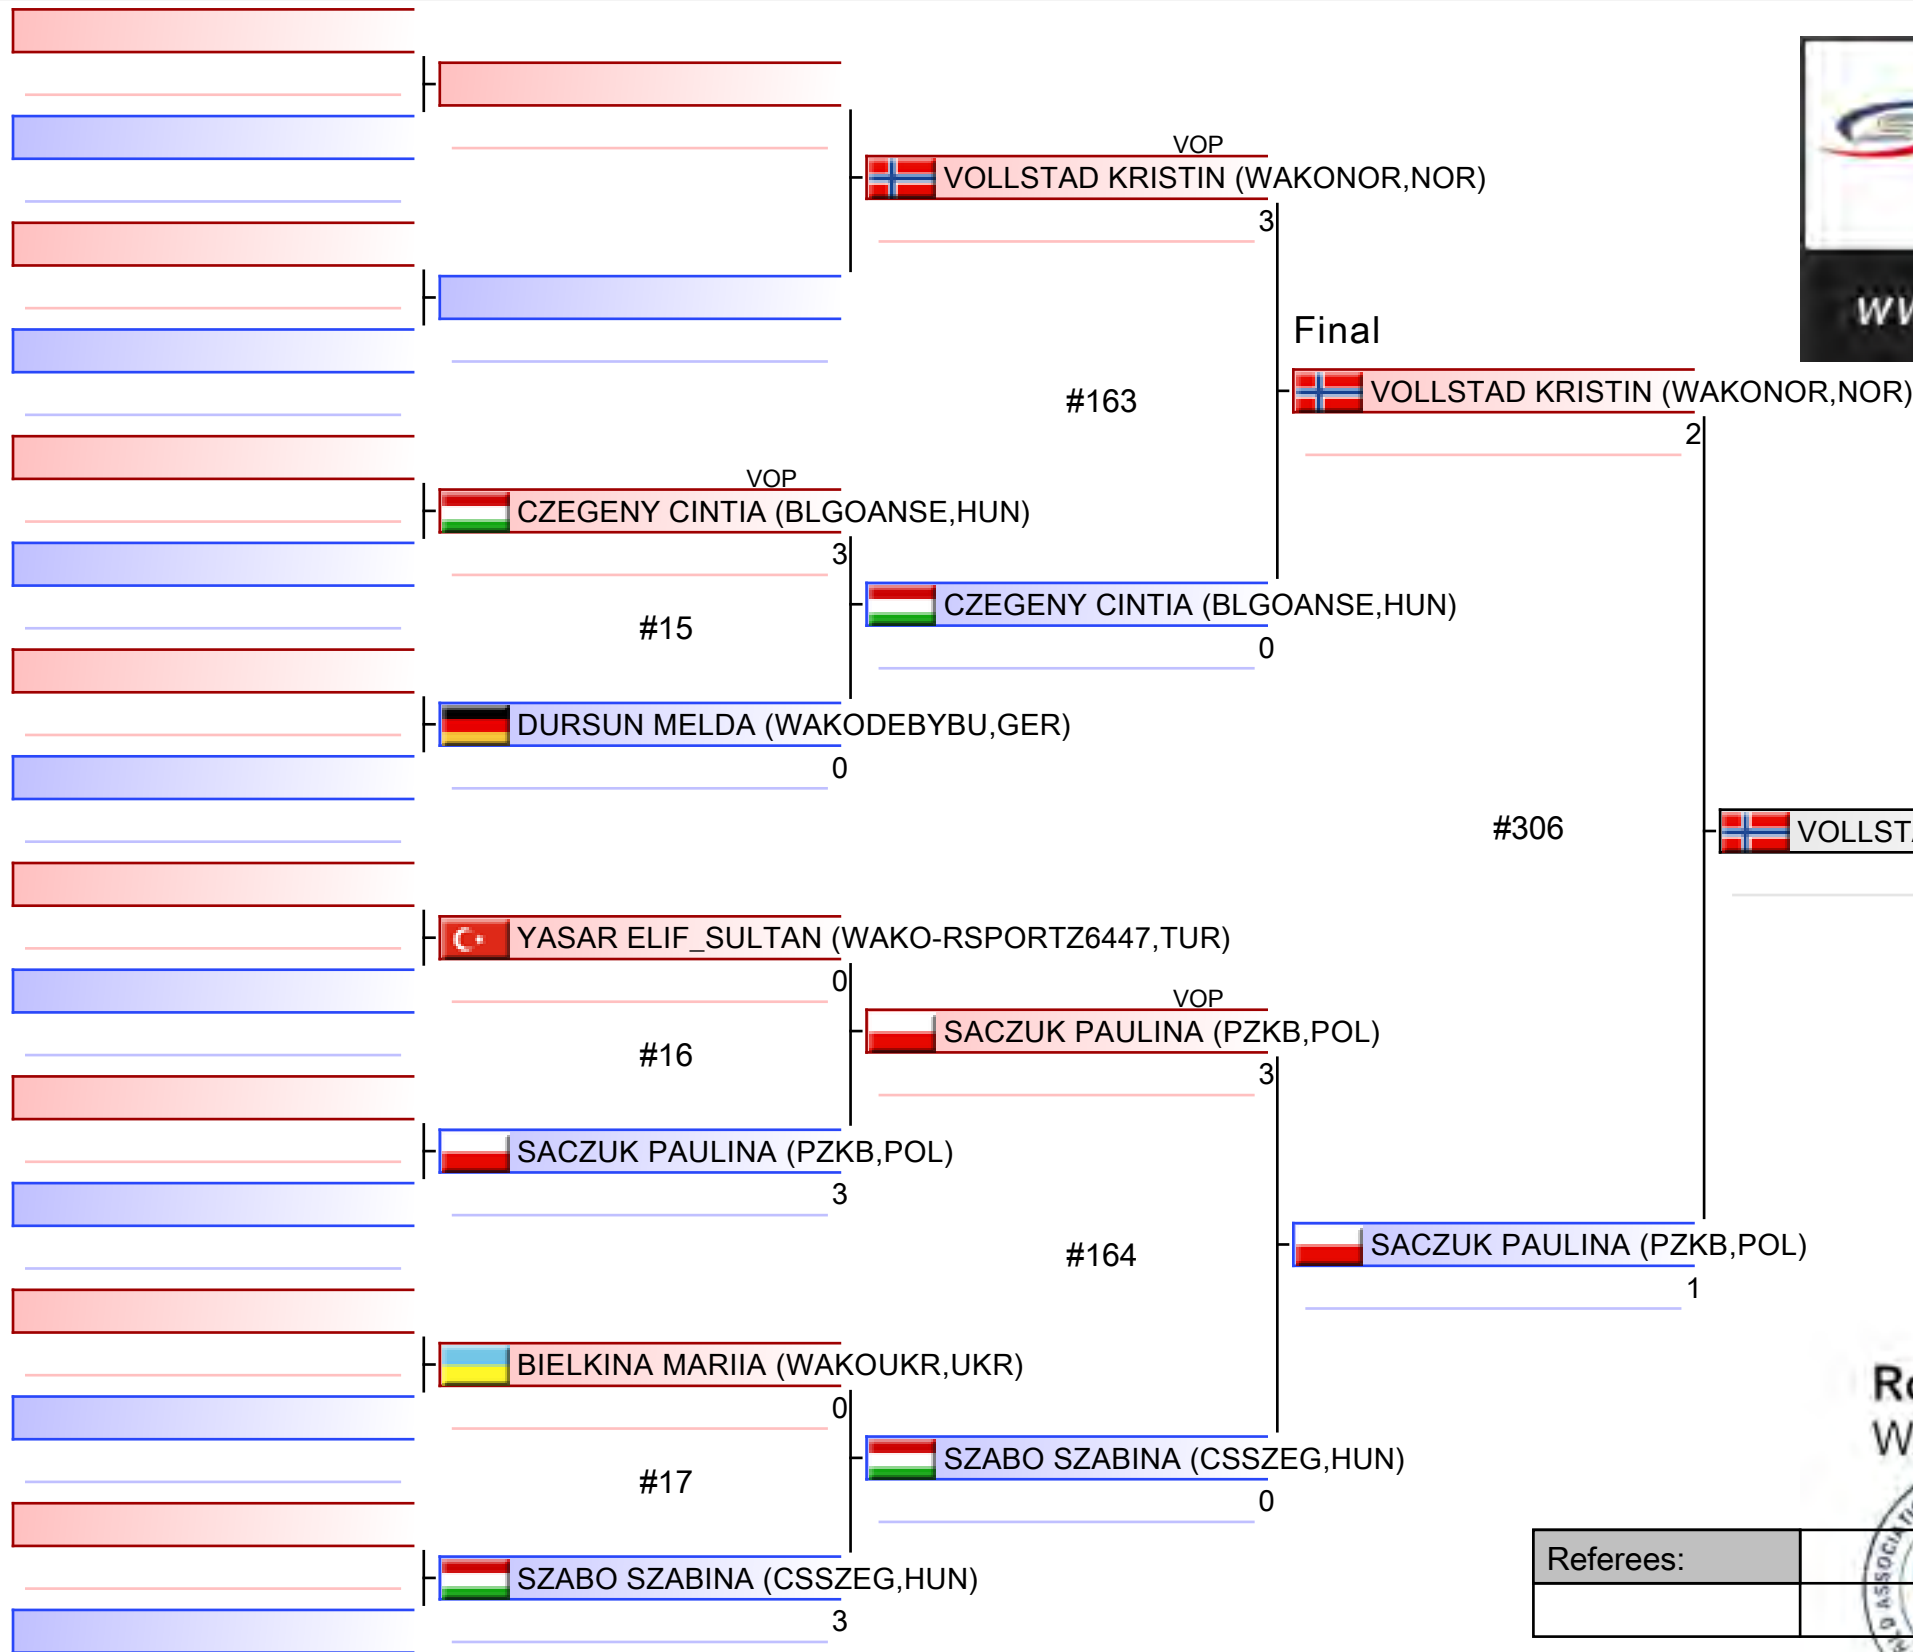 VOP
VOLLSTAD KRISTIN (WAKONOR,NOR)
3
Final
#163
VOLLSTAD KRISTIN (WAKONOR,NOR)
2
VOP
CZEGENY CINTIA (BLGOANSE,HUN)
3
CZEGENY CINTIA (BLGOANSE,HUN)
0
#15
DURSUN MELDA (WAKODEBYBU,GER)
0
#306
YASAR ELIF_SULTAN (WAKO-RSPORTZ6447,TUR)
0
VOP
SACZUK PAULINA (PZKB,POL)
3
#16
SACZUK PAULINA (PZKB,POL)
3
#164
SACZUK PAULINA (PZKB,POL)
1
BIELKINA MARIIA (WAKOUKR,UKR)
0
SZABO SZABINA (CSSZEG,HUN)
0
#17
SZABO SZABINA (CSSZEG,HUN)
3
Referees: